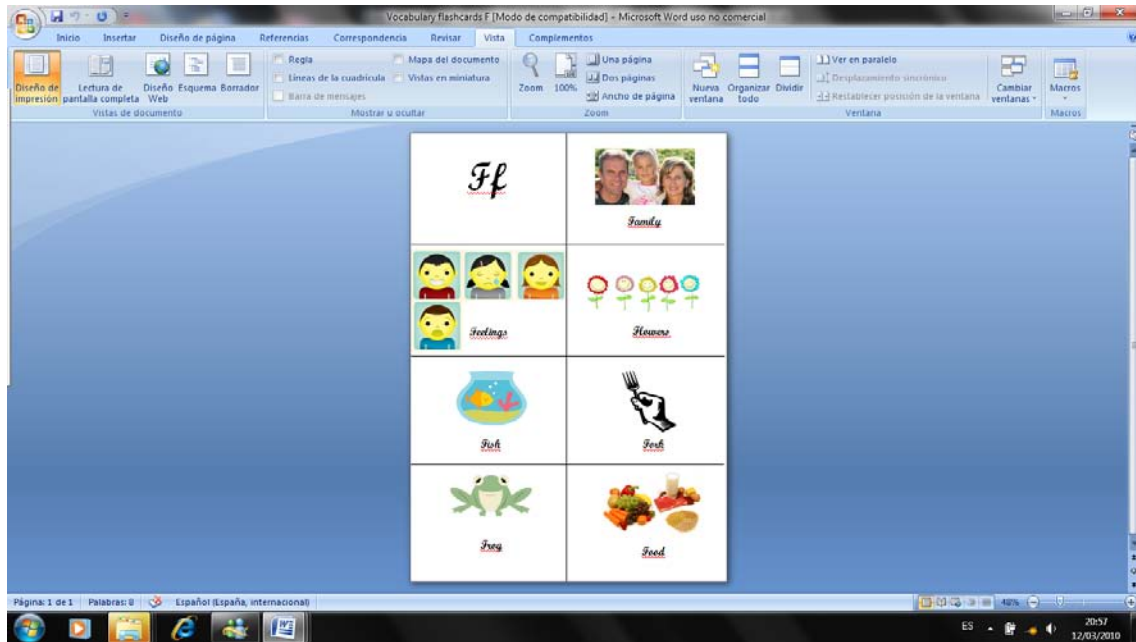 Vocabulary flashcards F [Modo de compatibilidad] - Microsoft Word uso no comercial
Inicio Insertar Diseño de página Referencias Correspondencia Revisar Vista Complementos
Diseño de impresión
Lectura de pantalla completa
Diseño Web
Esquema
Borrador
Vistas de documento
Regla
Líneas de la cuadrícula
Barra de mensajes
Mapa del documento
Vistas en miniatura
Mostrar u ocultar
Zoom
100%
Una página
Dos páginas
Ancho de página
Zoom
Nueva ventana
Organizar todo
Dividir
Ver en paralelo
Desplazamiento sincrónico
Restablecer posición de la ventana
Cambiar ventanas
Ventana
Macros
Macros
Ff
Family
Feelings
Flowers
Fish
Fork
Frog
Food
Página: 1 de 1 Palabras: 8 Español (España, internacional) 48%
ES 20:57
12/03/2010